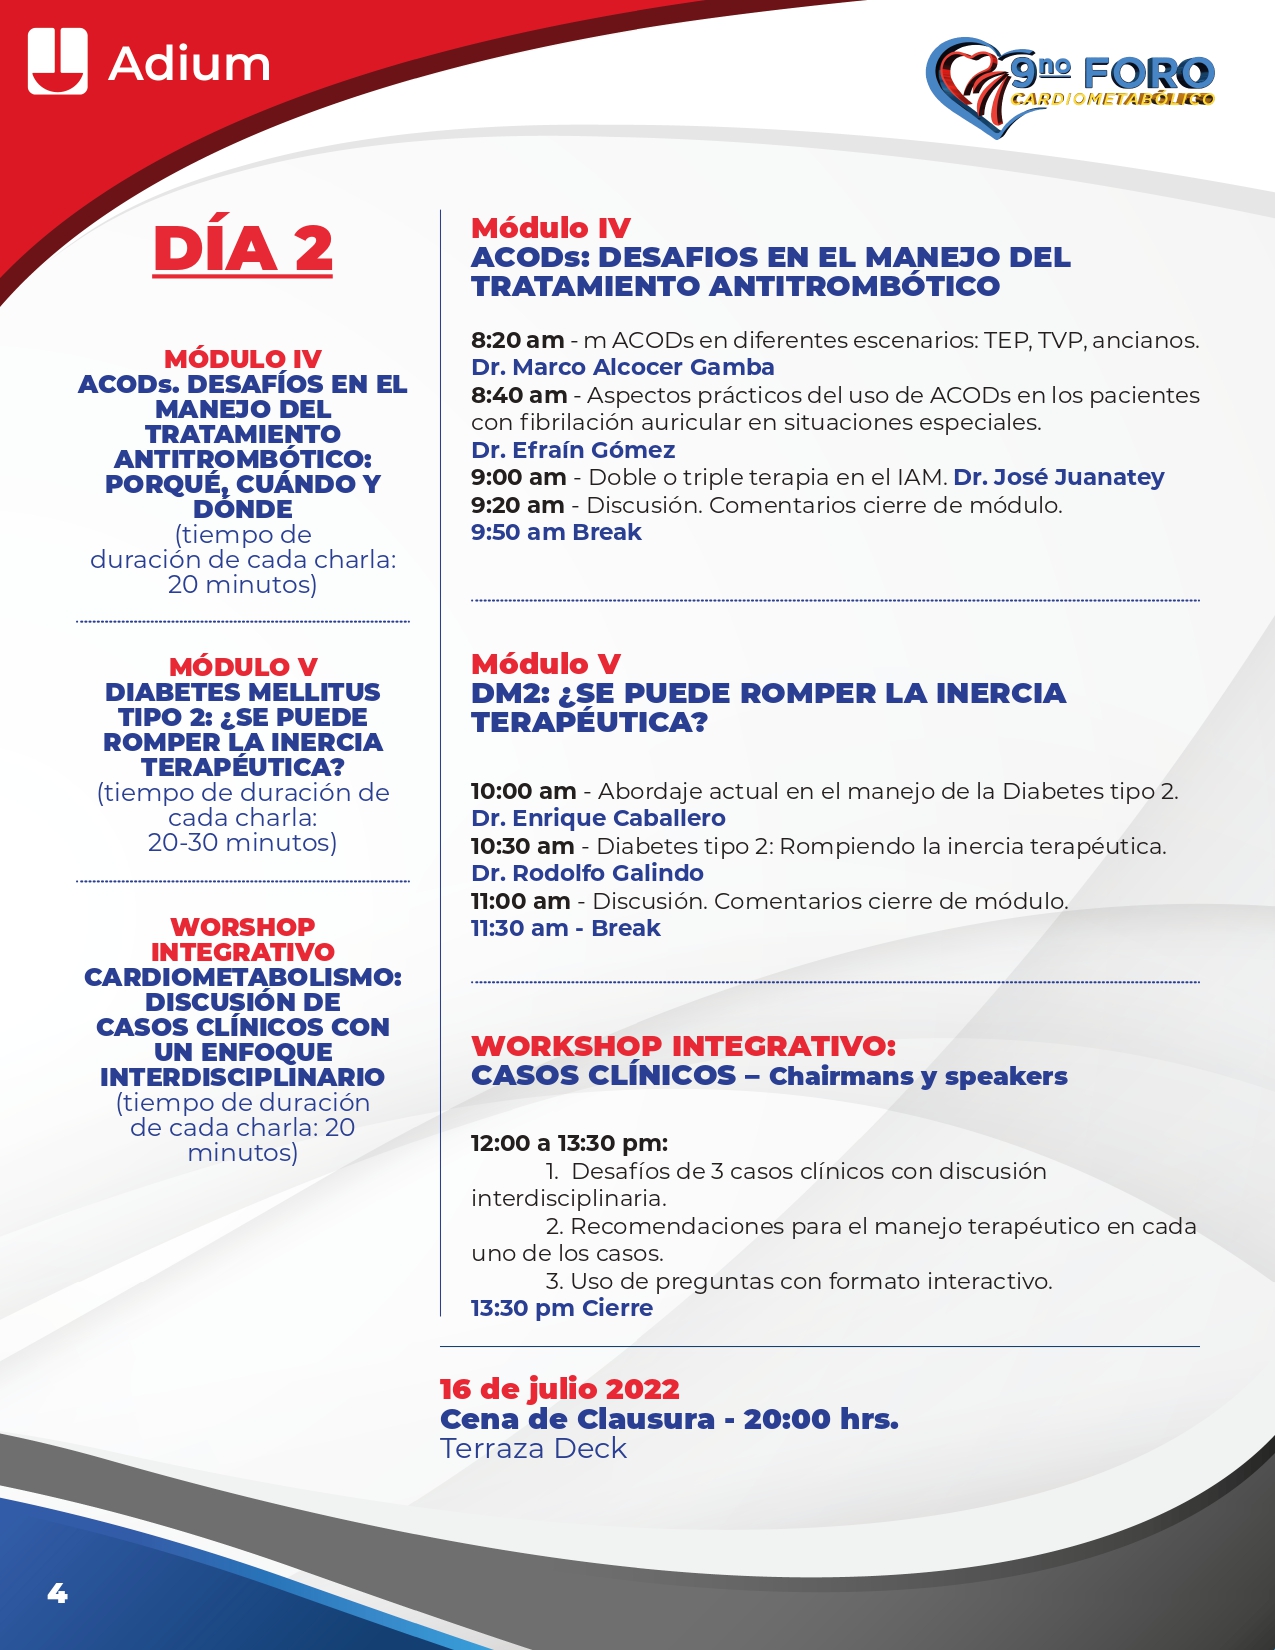 Adium
9no FORO
CARDIOMETABÓLICO
DÍA 2
MÓDULO IV
ACODs. DESAFÍOS EN EL
MANEJO DEL
TRATAMIENTO
ANTITROMBÓTICO:
PORQUÉ, CUÁNDO Y
DÓNDE
(tiempo de
duración de cada charla:
20 minutos)
MÓDULO V
DIABETES MELLITUS
TIPO 2: ¿SE PUEDE
ROMPER LA INERCIA
TERAPÉUTICA?
(tiempo de duración de
cada charla:
20-30 minutos)
WORSHOP
INTEGRATIVO
CARDIOMETABOLISMO:
DISCUSIÓN DE
CASOS CLÍNICOS CON
UN ENFOQUE
INTERDISCIPLINARIO
(tiempo de duración
de cada charla: 20
minutos)
Módulo IV
ACODs: DESAFIOS EN EL MANEJO DEL
TRATAMIENTO ANTITROMBÓTICO
8:20 am - m ACODs en diferentes escenarios: TEP, TVP, ancianos.
Dr. Marco Alcocer Gamba
8:40 am - Aspectos prácticos del uso de ACODs en los pacientes
con fibrilación auricular en situaciones especiales.
Dr. Efraín Gómez
9:00 am - Doble o triple terapia en el IAM. Dr. José Juanatey
9:20 am - Discusión. Comentarios cierre de módulo.
9:50 am Break
Módulo V
DM2: ¿SE PUEDE ROMPER LA INERCIA
TERAPÉUTICA?
10:00 am - Abordaje actual en el manejo de la Diabetes tipo 2.
Dr. Enrique Caballero
10:30 am - Diabetes tipo 2: Rompiendo la inercia terapéutica.
Dr. Rodolfo Galindo
11:00 am - Discusión. Comentarios cierre de módulo.
11:30 am - Break
WORKSHOP INTEGRATIVO:
CASOS CLÍNICOS – Chairmans y speakers
12:00 a 13:30 pm:
1. Desafíos de 3 casos clínicos con discusión
interdisciplinaria.
2. Recomendaciones para el manejo terapéutico en cada
uno de los casos.
3. Uso de preguntas con formato interactivo.
13:30 pm Cierre
16 de julio 2022
Cena de Clausura - 20:00 hrs.
Terraza Deck
4